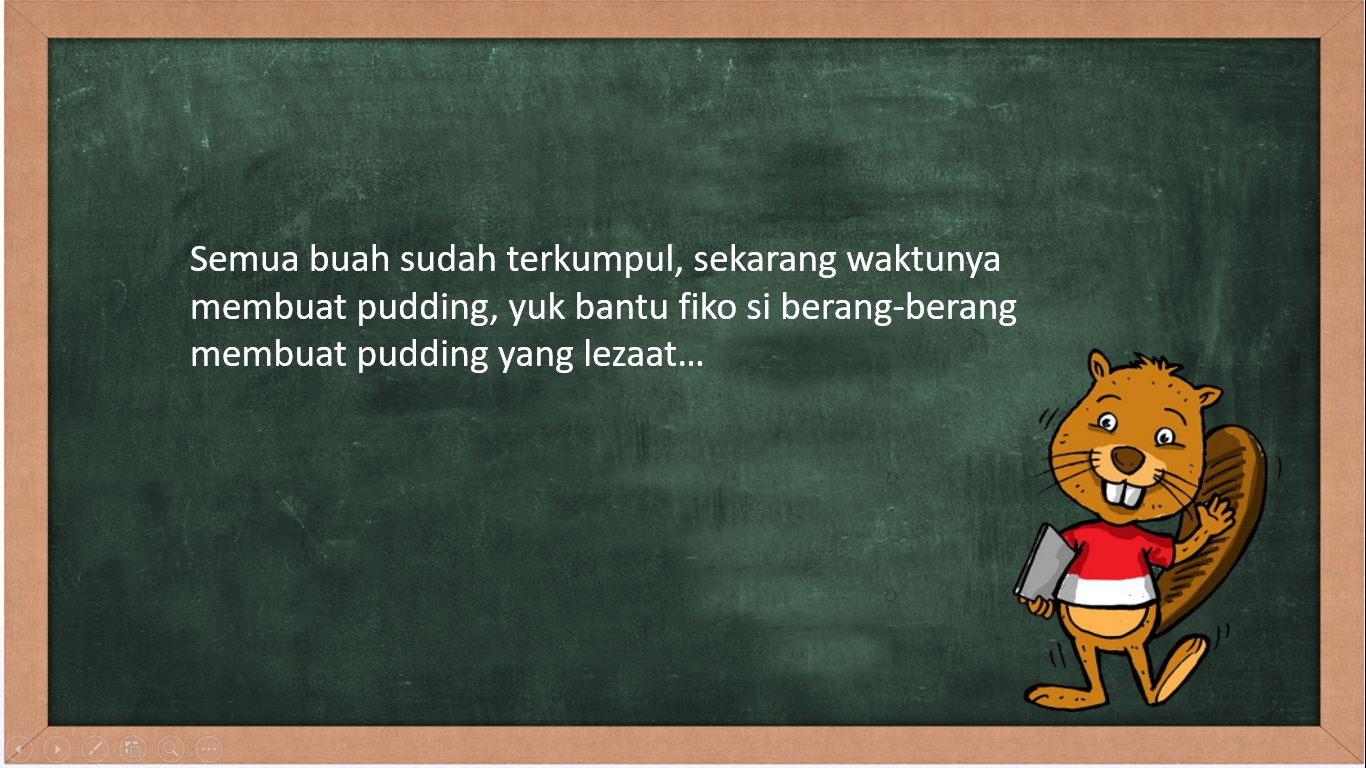 Semua buah sudah terkumpul, sekarang waktunya
membuat pudding, yuk bantu fiko si berang-berang
membuat pudding yang lezaat…